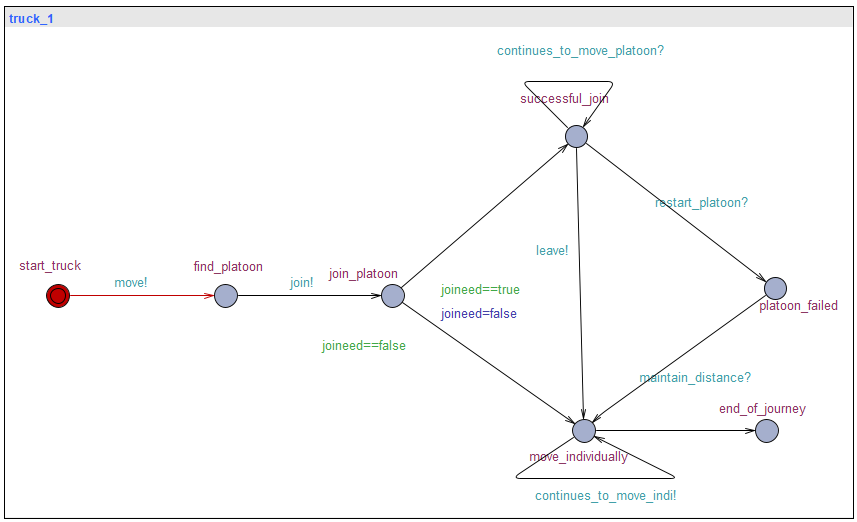 truck_1
continues_to_move_platoon?
successful_join
restart_platoon?
leave!
start_truck
find_platoon
join_platoon
move!
join!
joineed==true
joineed=false
platoon_failed
joineed==false
maintain_distance?
end_of_journey
move_individually
continues_to_move_indi!